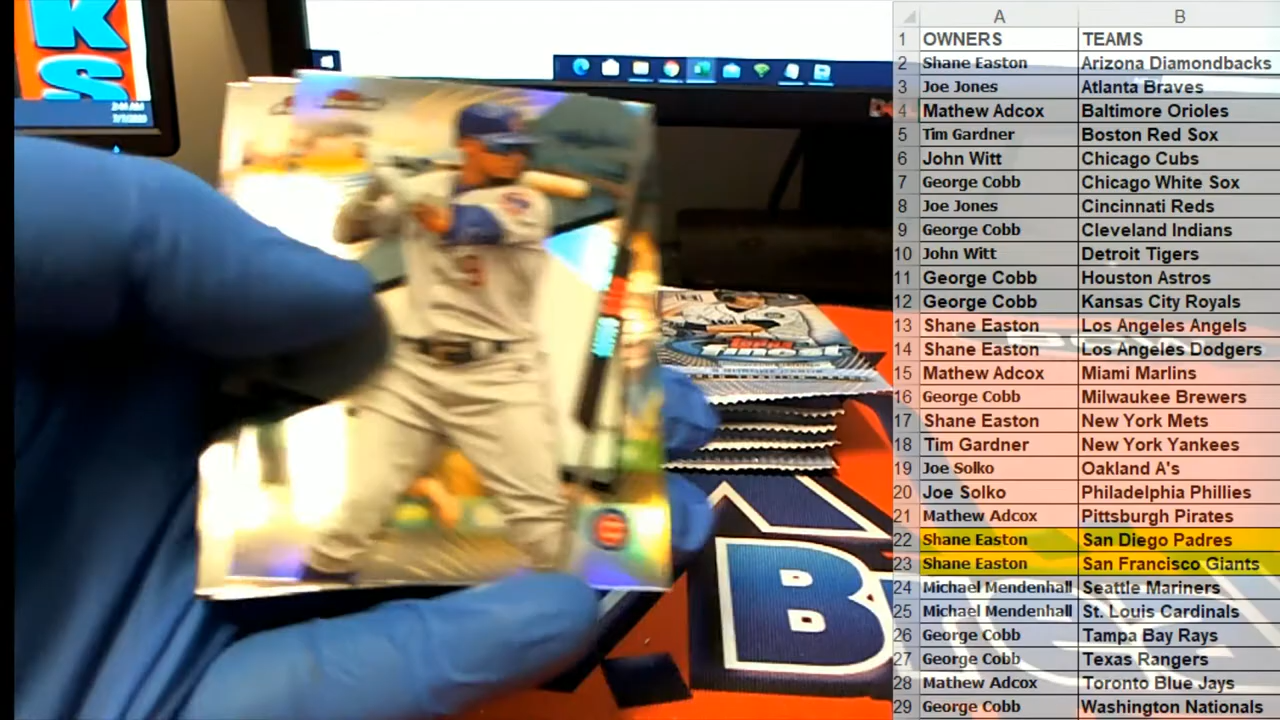 K
S
A B
1 OWNERS TEAMS
2 Shane Easton Arizona Diamondbacks
3 Joe Jones Atlanta Braves
4 Mathew Adcox Baltimore Orioles
5 Tim Gardner Boston Red Sox
6 John Witt Chicago Cubs
7 George Cobb Chicago White Sox
8 Joe Jones Cincinnati Reds
9 George Cobb Cleveland Indians
10 John Witt Detroit Tigers
11 George Cobb Houston Astros
12 George Cobb Kansas City Royals
13 Shane Easton Los Angeles Angels
14 Shane Easton Los Angeles Dodgers
15 Mathew Adcox Miami Marlins
16 George Cobb Milwaukee Brewers
17 Shane Easton New York Mets
18 Tim Gardner New York Yankees
19 Joe Solko Oakland A's
20 Joe Solko Philadelphia Phillies
21 Mathew Adcox Pittsburgh Pirates
22 Shane Easton San Diego Padres
23 Shane Easton San Francisco Giants
24 Michael Mendenhall Seattle Mariners
25 Michael Mendenhall St. Louis Cardinals
26 George Cobb Tampa Bay Rays
27 George Cobb Texas Rangers
28 Mathew Adcox Toronto Blue Jays
29 George Cobb Washington Nationals
9
Topps
Finest
B